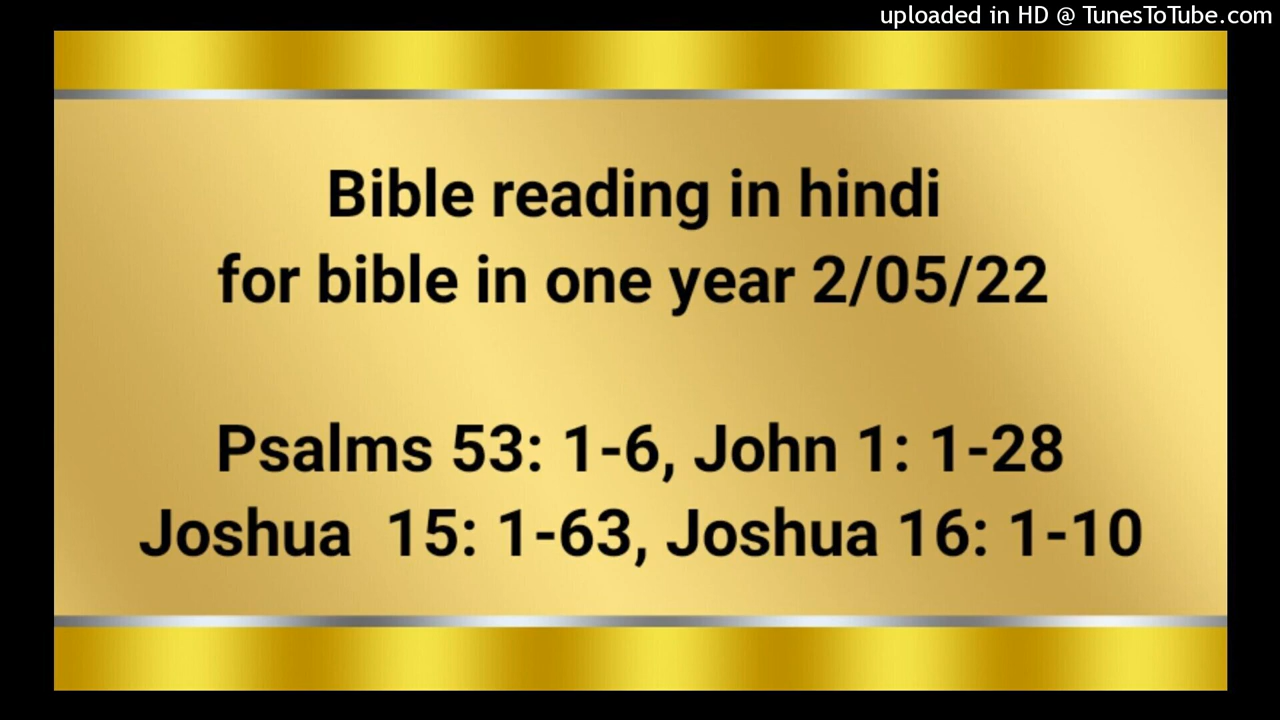 uploaded in HD @ TunesToTube.com
Bible reading in hindi
for bible in one year 2/05/22
Psalms 53: 1-6, John 1: 1-28
Joshua  15: 1-63, Joshua 16: 1-10